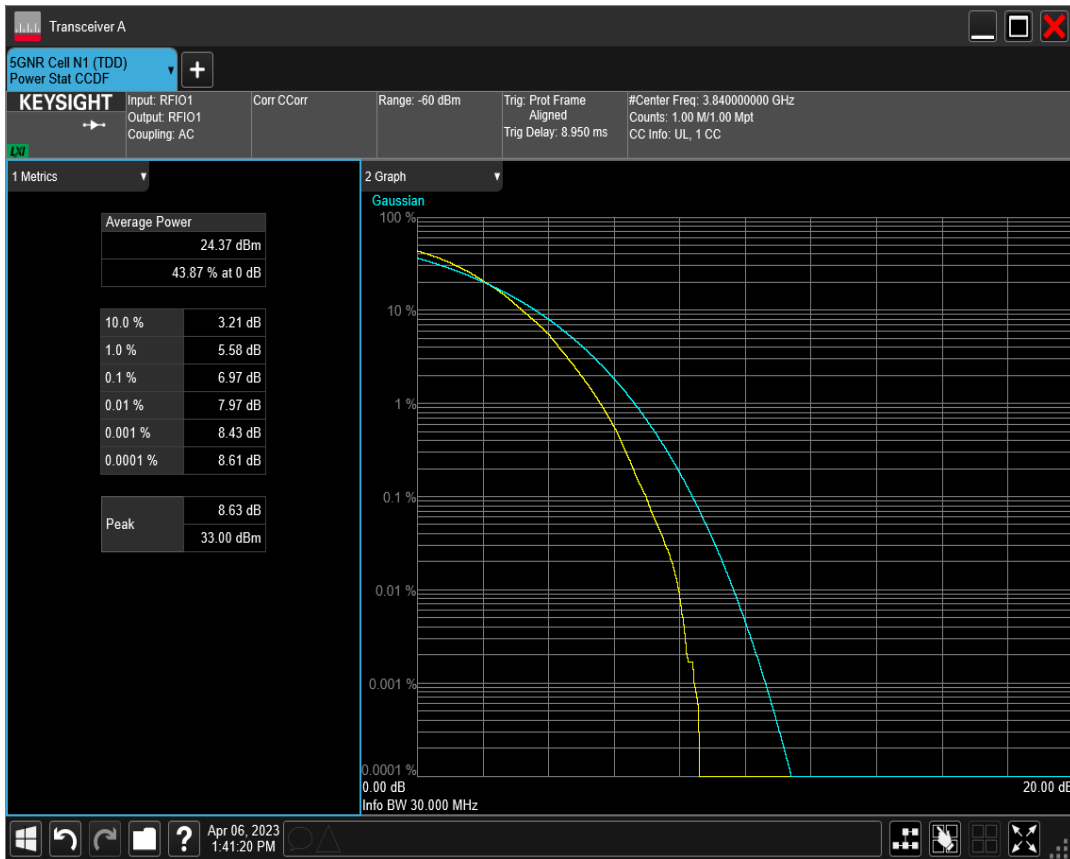 Transceiver A
5GNR Cell N1 (TDD)
Power Stat CCDF
KEYSIGHT
LXI
Input: RFIO1
Output: RFIO1
Coupling: AC
Corr CCorr
Range: -60 dBm
Trig: Prot Frame
Aligned
Trig Delay: 8.950 ms
#Center Freq: 3.840000000 GHz
Counts: 1.00 M/1.00 Mpt
CC Info: UL, 1 CC
1 Metrics
Average Power
24.37 dBm
43.87 % at 0 dB
10.0 % 3.21 dB
1.0 % 5.58 dB
0.1 % 6.97 dB
0.01 % 7.97 dB
0.001 % 8.43 dB
0.0001 % 8.61 dB
Peak
8.63 dB
33.00 dBm
2 Graph
Gaussian
100 %
10 %
1 %
0.1 %
0.01 %
0.001 %
0.0001 %
0.00 dB 20.00 dB
Info BW 30.000 MHz
?
Apr 06, 2023
1:41:20 PM